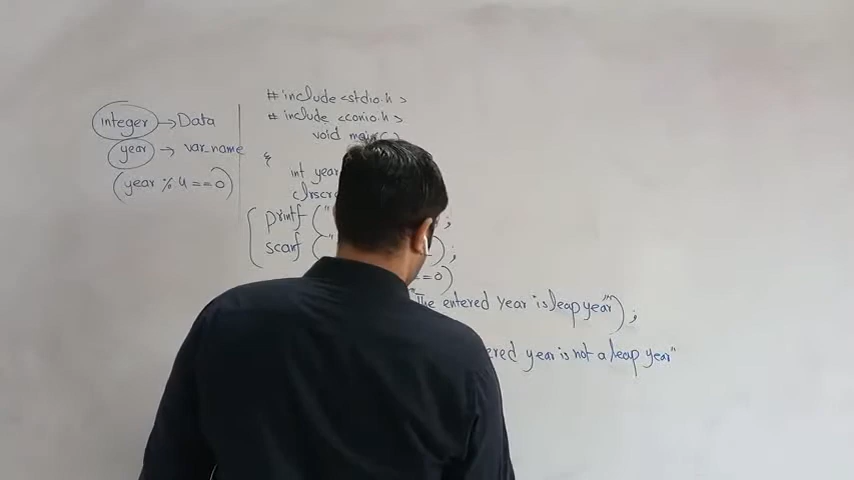 integer → Data
year → var_name
(year % 4 == 0)
# include <stdio.h>
# include <conio.h>
void main()
{
int year
clrscr
printf (" ;
scanf (" ) ;
== 0)
"The entered year is leap year") ;
ered year is not a leap year"